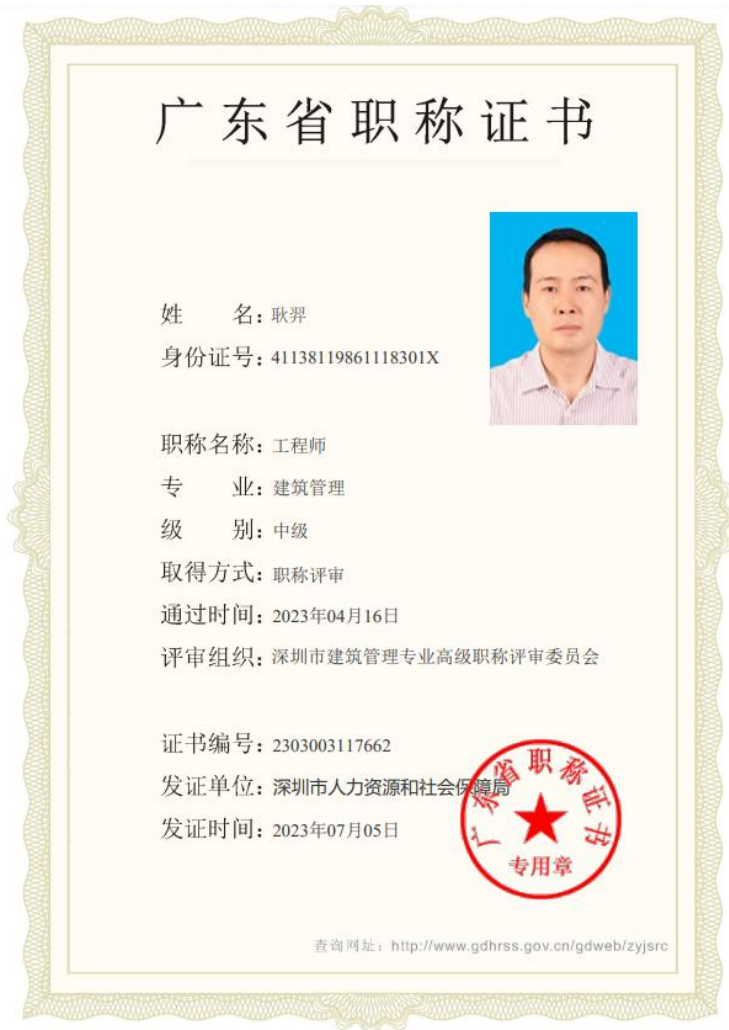 广东省职称证书
姓 名：耿羿
身份证号：41138119861118301X
职称名称：工程师
专 业：建筑管理
级 别：中级
取得方式：职称评审
通过时间：2023年04月16日
评审组织：深圳市建筑管理专业高级职称评审委员会
证书编号：2303003117662
发证单位：深圳市人力资源和社会保障局
发证时间：2023年07月05日
广东省职称证书
专用章
查询网址：http://www.gdhrss.gov.cn/gdweb/zyjsrc